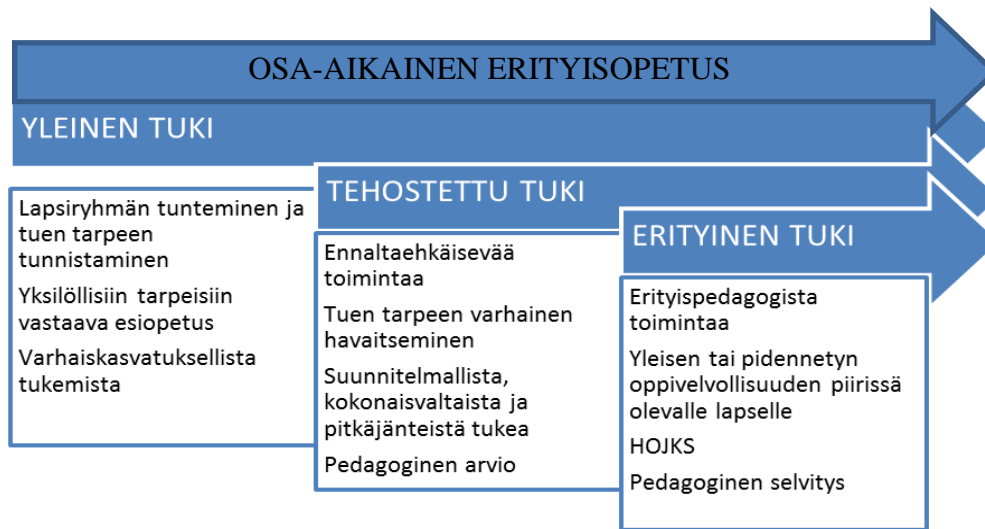 OSA-AIKAINEN ERITYISOPETUS
YLEINEN TUKI
Lapsiryhmän tunteminen ja
tuen tarpeen
tunnistaminen
Yksilöllisiin tarpeisiin
vastaava esiopetus
Varhaiskasvatuksellista
tukemista
TEHOSTETTU TUKI
Ennaltaehkäisevää
toimintaa
Tuen tarpeen varhainen
havaitseminen
Suunnitelmallista,
kokonaisvaltaista ja
pitkäjänteistä tukea
Pedagoginen arvio
ERITYINEN TUKI
Erityispedagogista
toimintaa
Yleisen tai pidennetyn
oppivelvollisuuden piirissä
olevalle lapselle
HOJKS
Pedagoginen selvitys